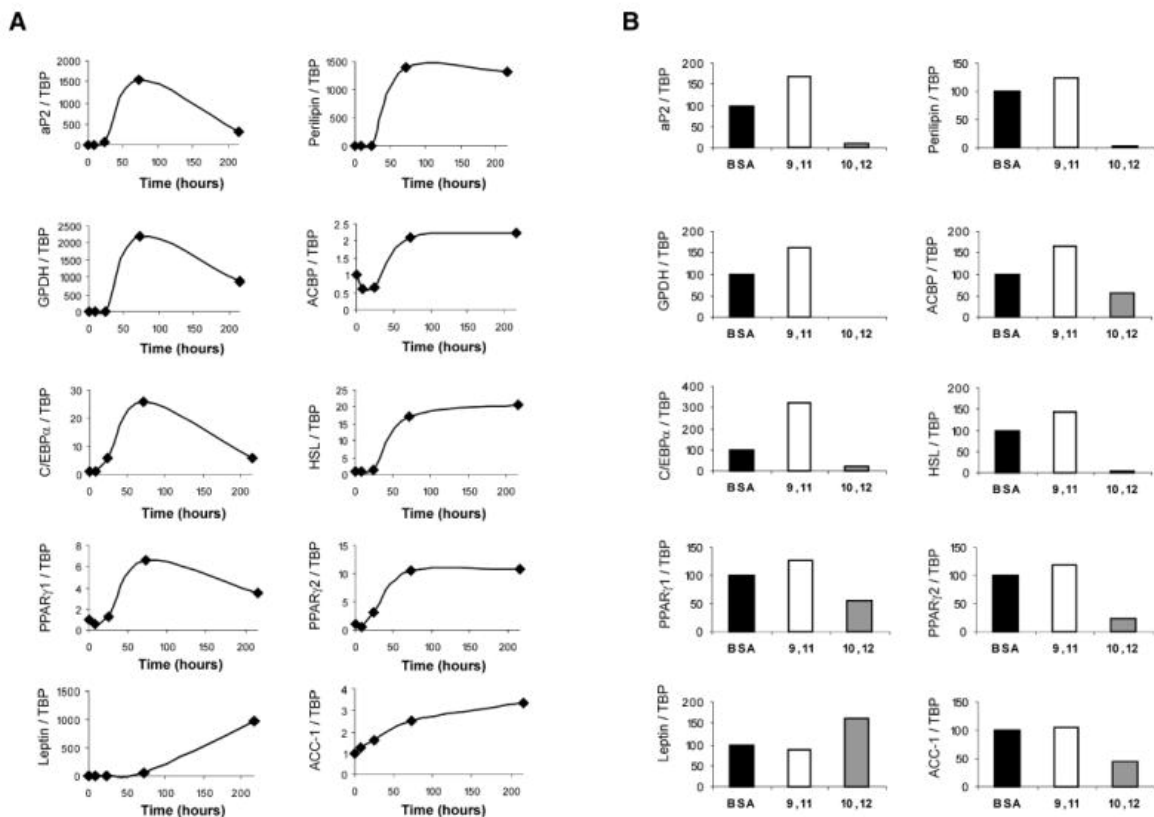 A
B
aP2 / TBP
2000
1500
1000
500
0
0 50 100 150 200
Time (hours)
Perilipin / TBP
1500
1000
500
0
0 50 100 150 200
Time (hours)
aP2 / TBP
200
150
100
50
0
BSA 9,11 10,12
Perilipin / TBP
150
100
50
0
BSA 9,11 10,12
GPDH / TBP
2500
2000
1500
1000
500
0
0 50 100 150 200
Time (hours)
ACBP / TBP
2.5
2
1.5
1
0.5
0
0 50 100 150 200
Time (hours)
GPDH / TBP
200
150
100
50
0
BSA 9,11 10,12
ACBP / TBP
200
150
100
50
0
BSA 9,11 10,12
C/EBPα / TBP
30
20
10
0
0 50 100 150 200
Time (hours)
HSL / TBP
25
20
15
10
5
0
0 50 100 150 200
Time (hours)
C/EBPα / TBP
400
300
200
100
0
BSA 9,11 10,12
HSL / TBP
200
150
100
50
0
BSA 9,11 10,12
PPARγ1 / TBP
8
6
4
2
0
0 50 100 150 200
Time (hours)
PPARγ2 / TBP
15
10
5
0
0 50 100 150 200
Time (hours)
PPARγ1 / TBP
150
100
50
0
BSA 9,11 10,12
PPARγ2 / TBP
150
100
50
0
BSA 9,11 10,12
Leptin / TBP
1500
1000
500
0
0 50 100 150 200
Time (hours)
ACC-1 / TBP
4
3
2
1
0
0 50 100 150 200
Time (hours)
Leptin / TBP
200
150
100
50
0
BSA 9,11 10,12
ACC-1 / TBP
150
100
50
0
BSA 9,11 10,12